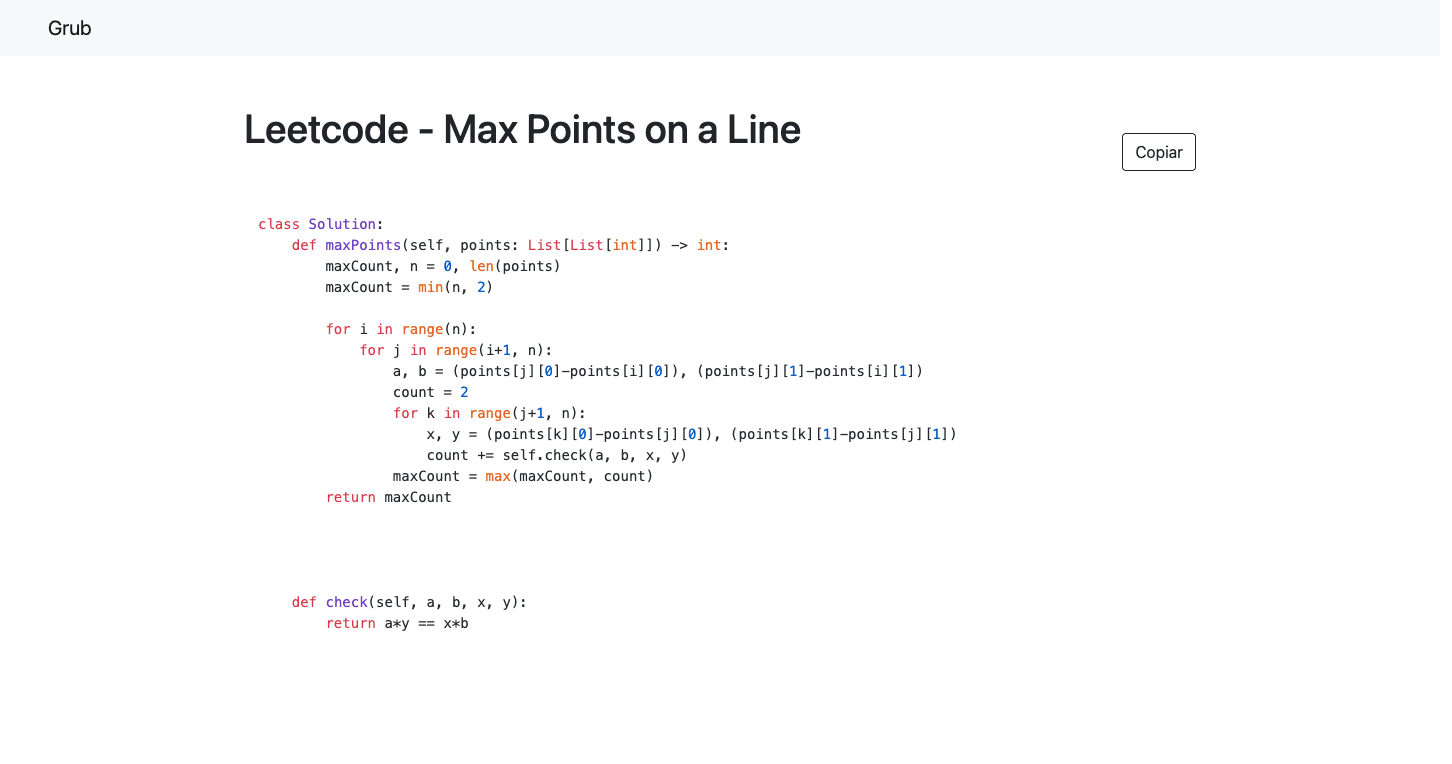 Grub
Leetcode - Max Points on a Line
Copiar
class Solution:
    def maxPoints(self, points: List[List[int]]) -> int:
        maxCount, n = 0, len(points)
        maxCount = min(n, 2)

        for i in range(n):
            for j in range(i+1, n):
                a, b = (points[j][0]-points[i][0]), (points[j][1]-points[i][1])
                count = 2
                for k in range(j+1, n):
                    x, y = (points[k][0]-points[j][0]), (points[k][1]-points[j][1])
                    count += self.check(a, b, x, y)
                maxCount = max(maxCount, count)
        return maxCount

    def check(self, a, b, x, y):
        return a*y == x*b